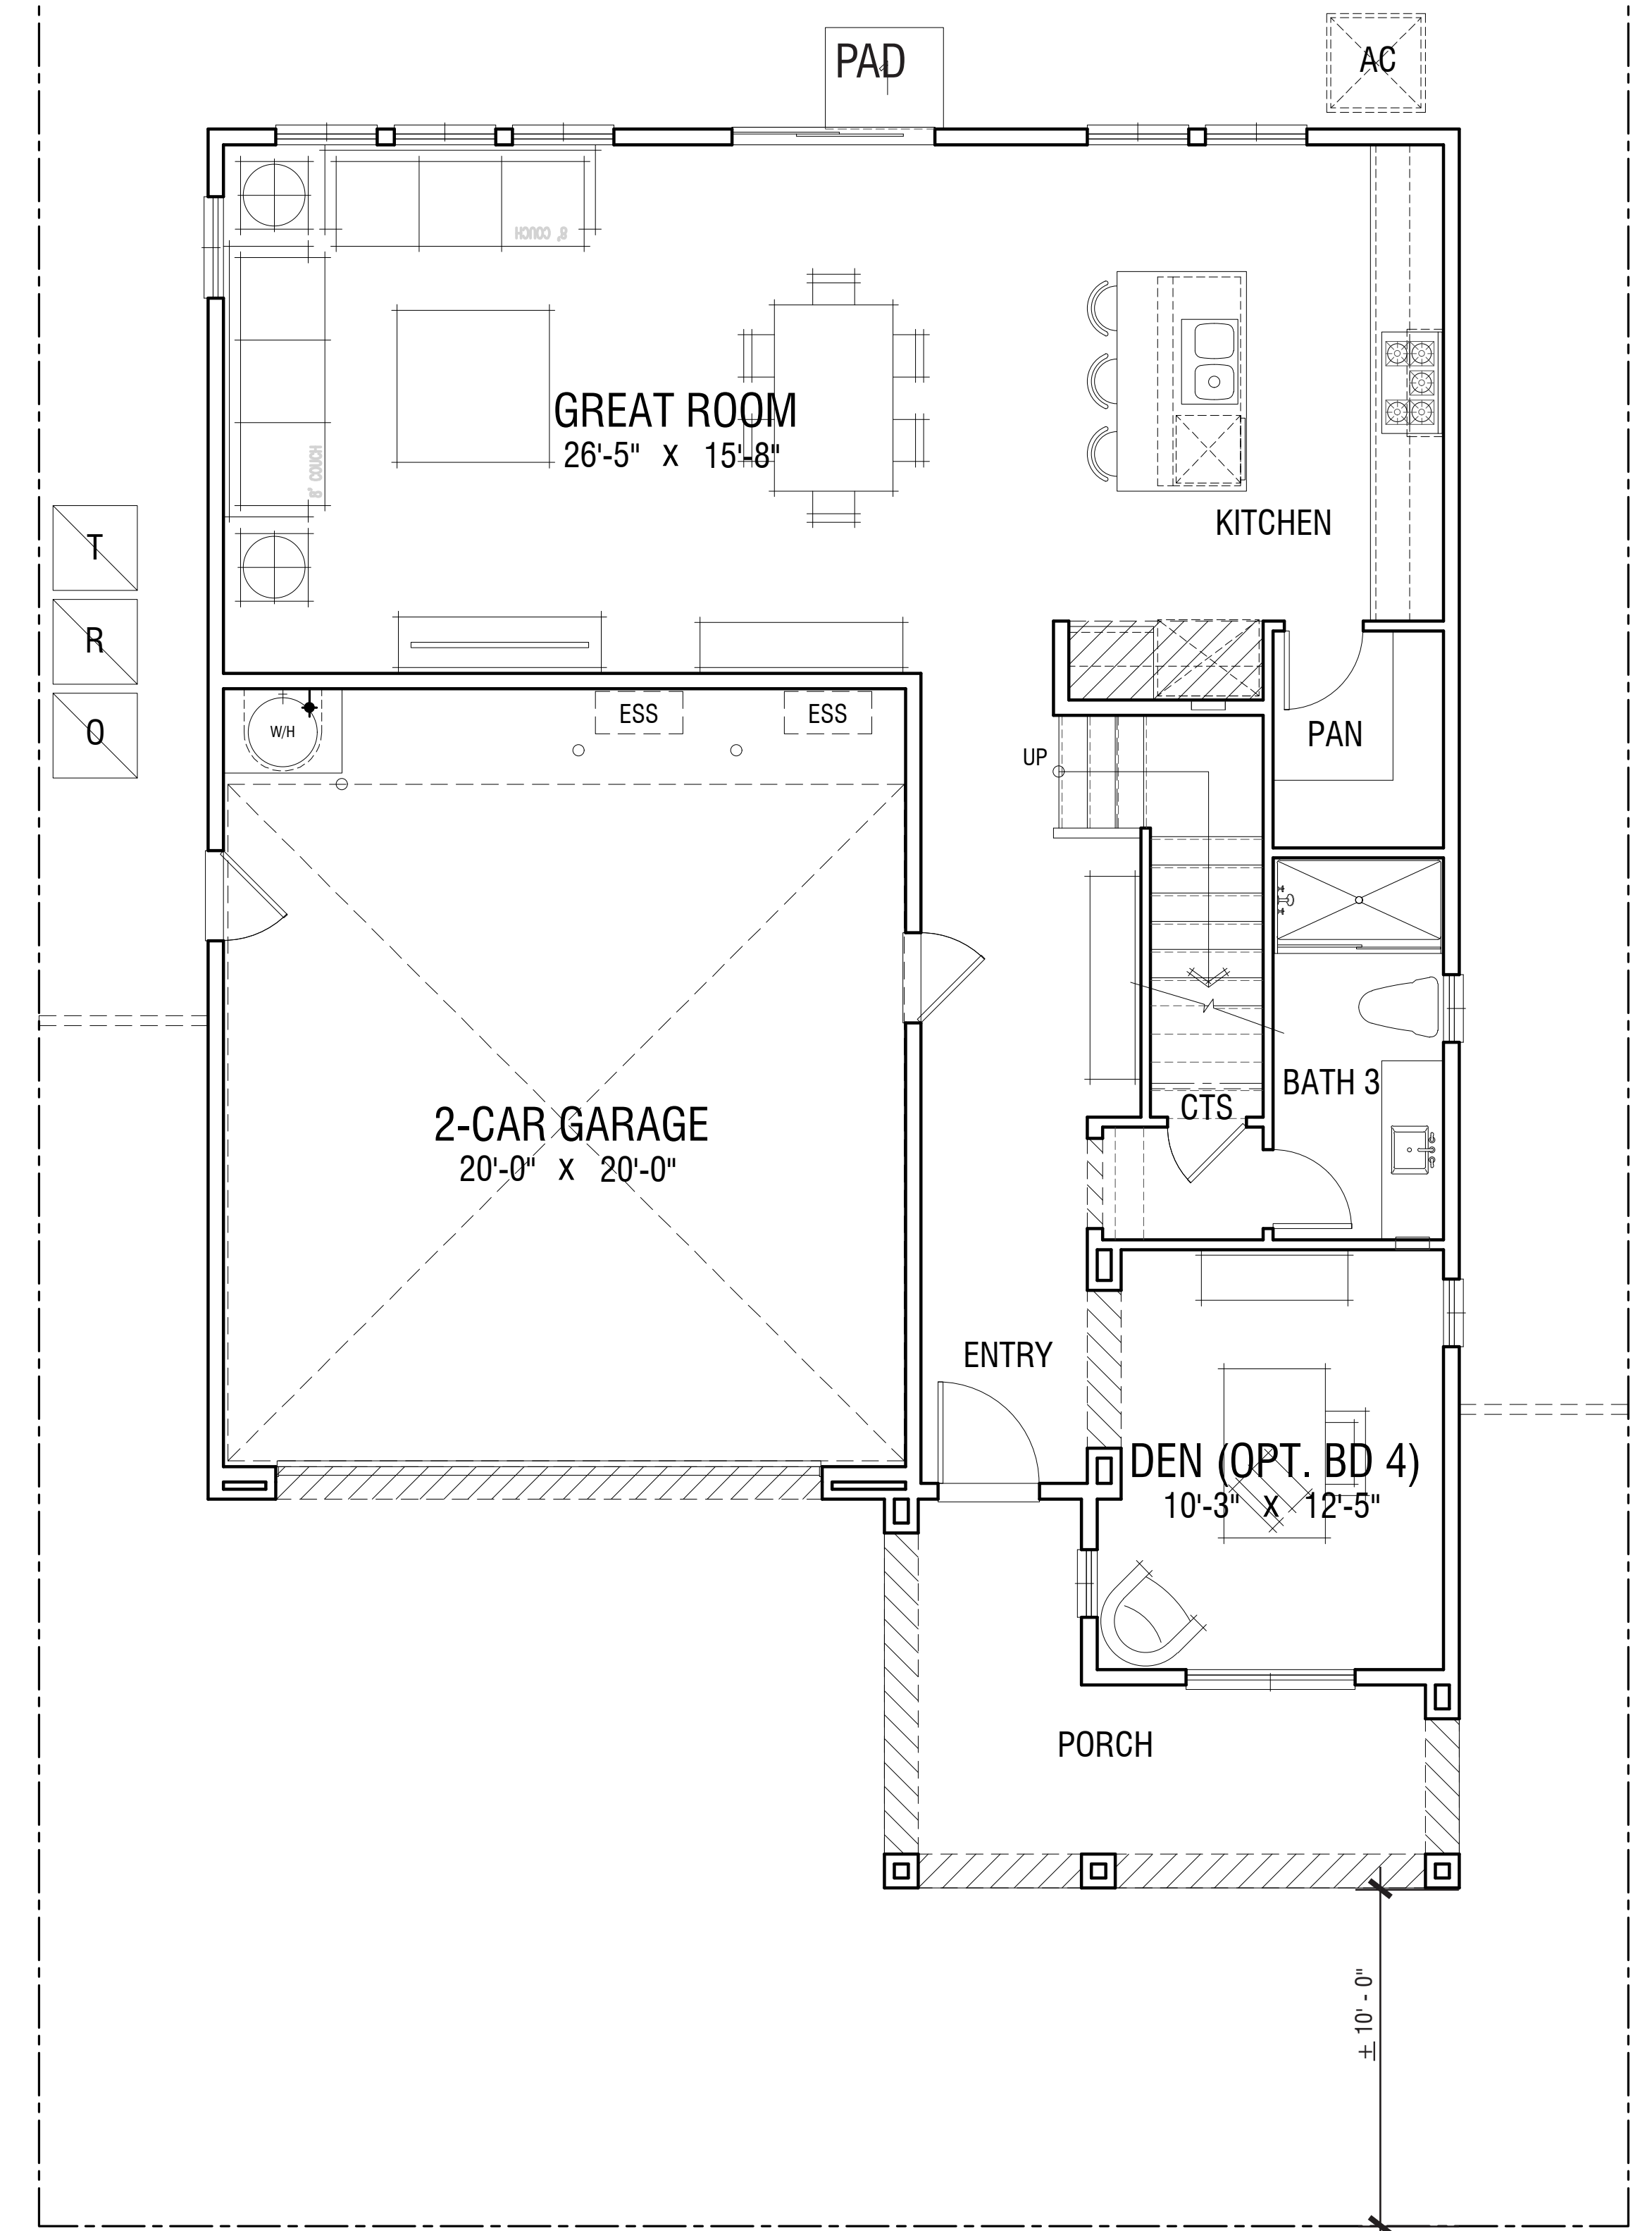 PAD
AC
8' COUCH
GREAT ROOM
26'-5" X 15'-8"
8' COUCH
KITCHEN
T
R
O
W/H
ESS
ESS
UP
PAN
BATH 3
CTS
2-CAR GARAGE
20'-0" X 20'-0"
ENTRY
DEN (OPT. BD 4)
10'-3" X 12'-5"
PORCH
± 10' - 0"